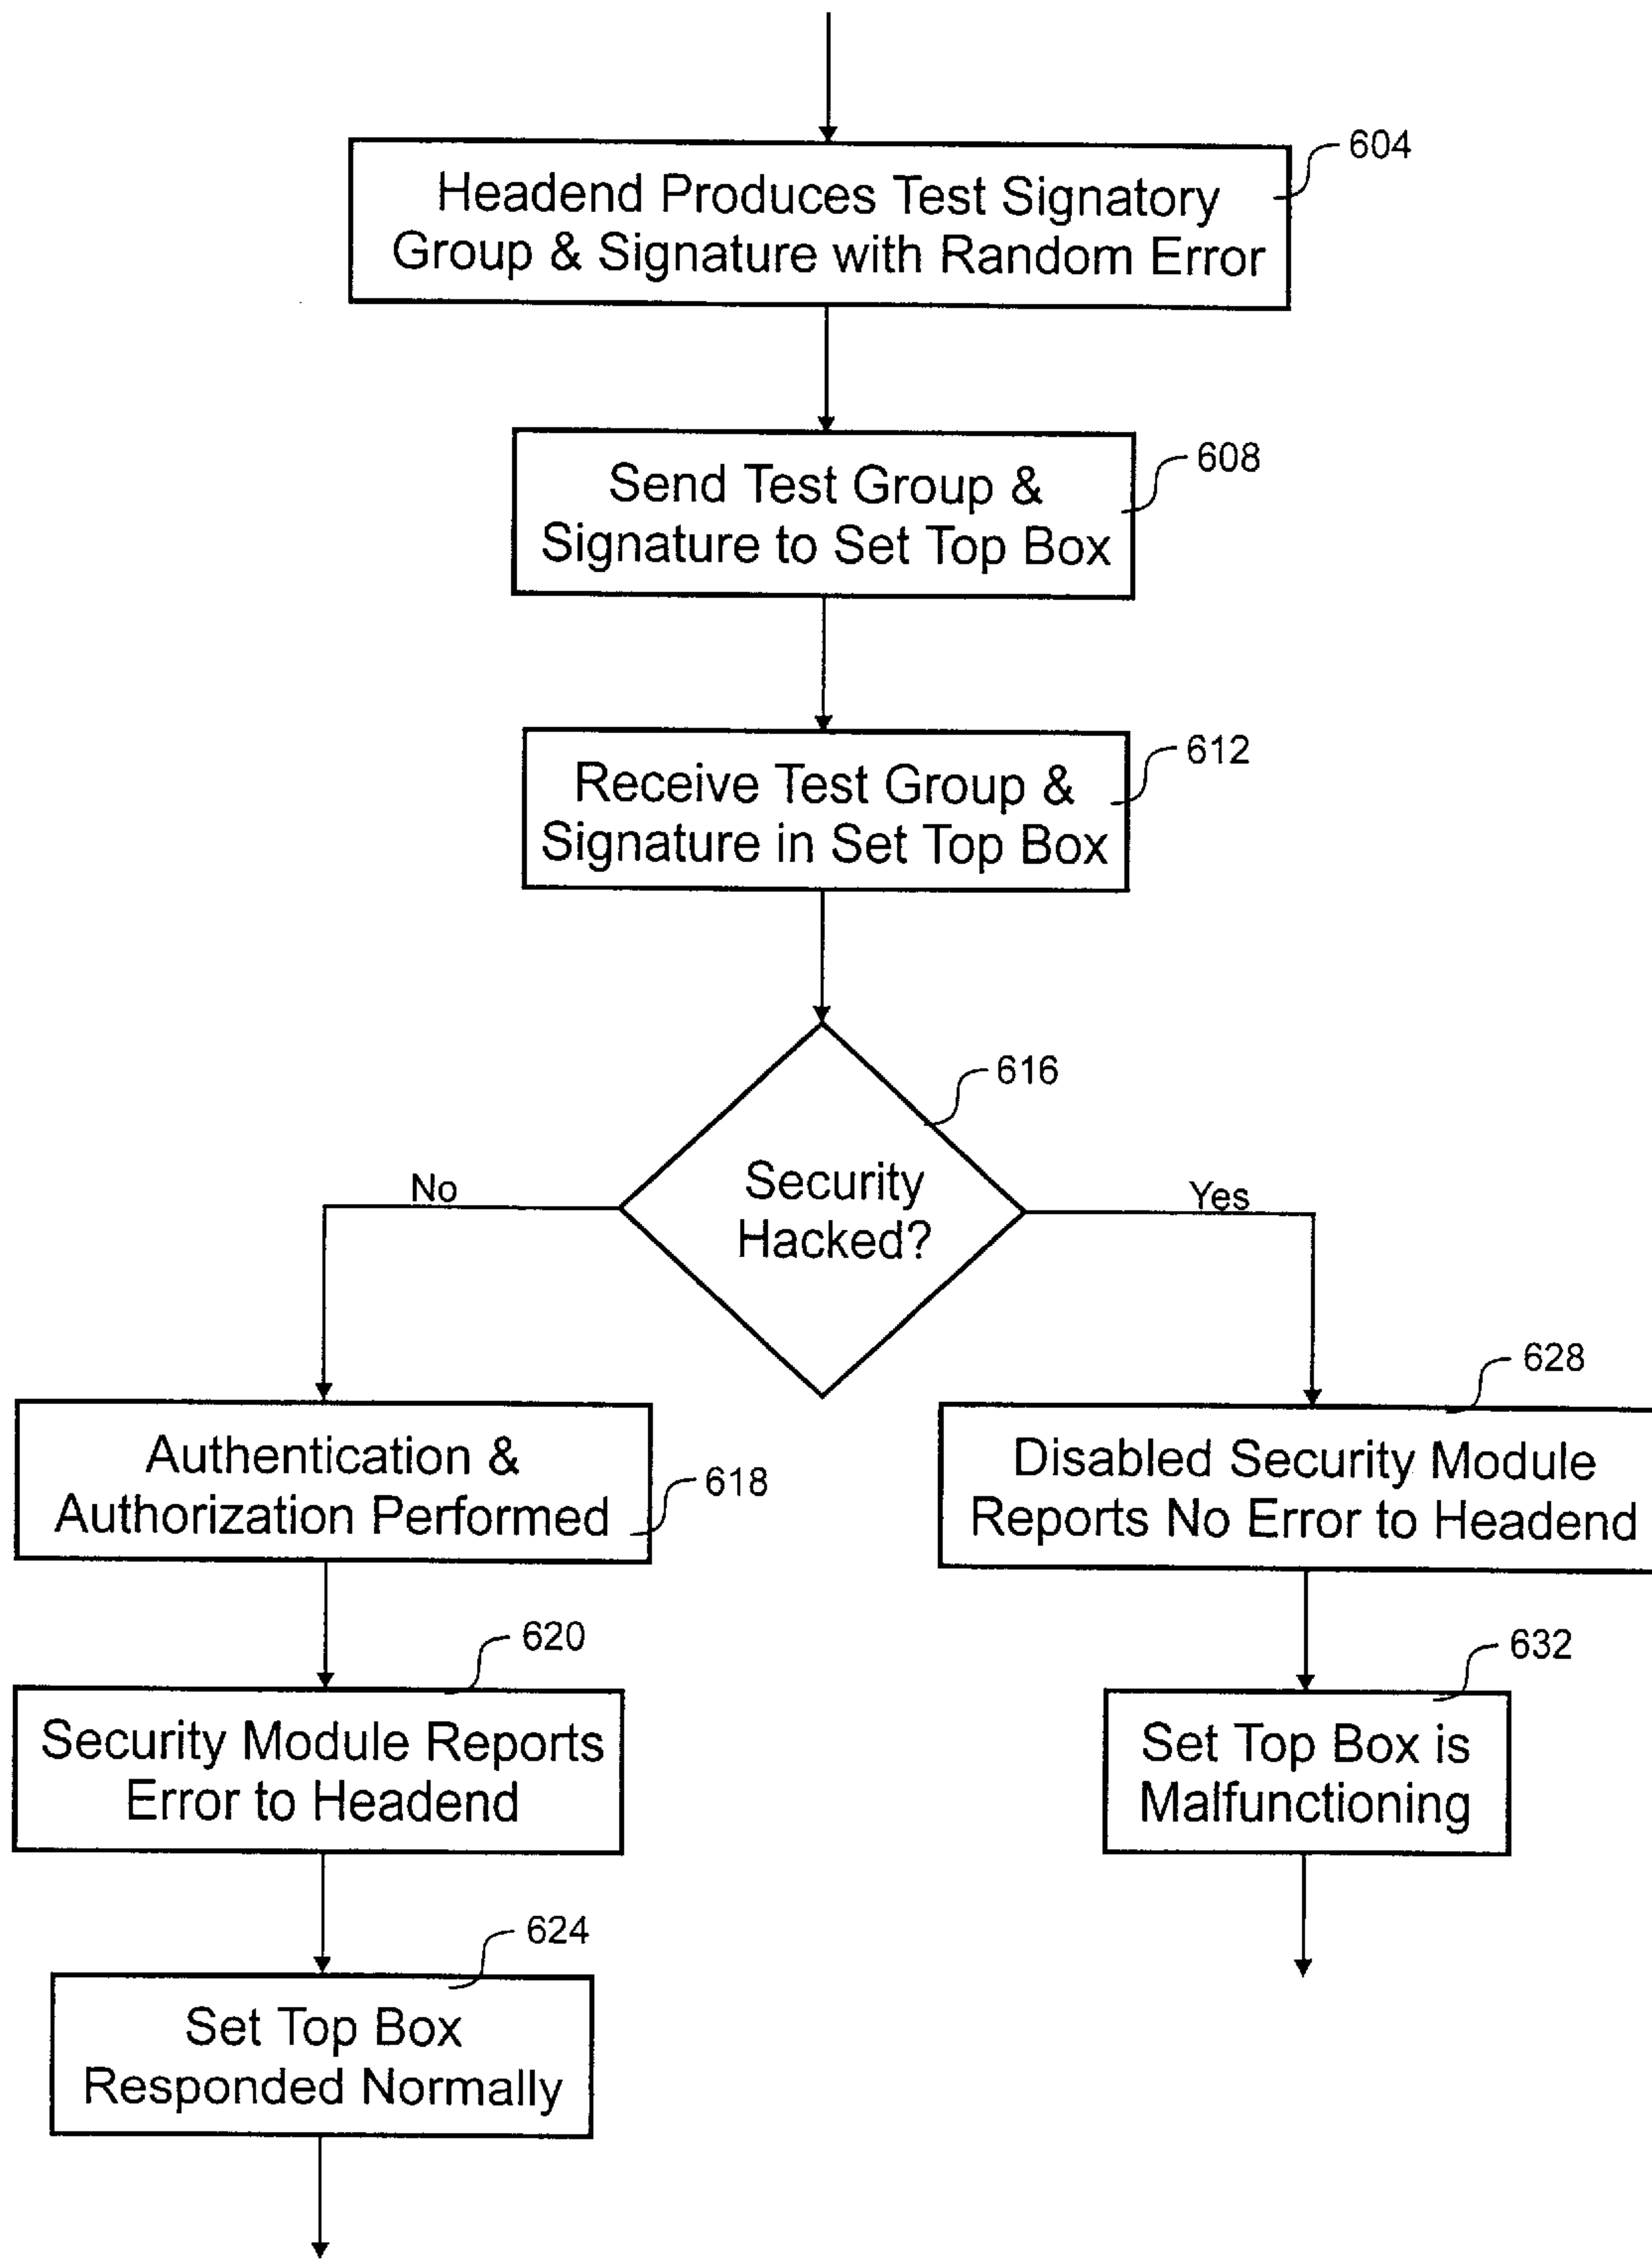 604
Headend Produces Test Signatory
Group & Signature with Random Error
608
Send Test Group &
Signature to Set Top Box
612
Receive Test Group &
Signature in Set Top Box
616
Security
Hacked?
No
Yes
618
Authentication &
Authorization Performed
620
Security Module Reports
Error to Headend
624
Set Top Box
Responded Normally
628
Disabled Security Module
Reports No Error to Headend
632
Set Top Box is
Malfunctioning